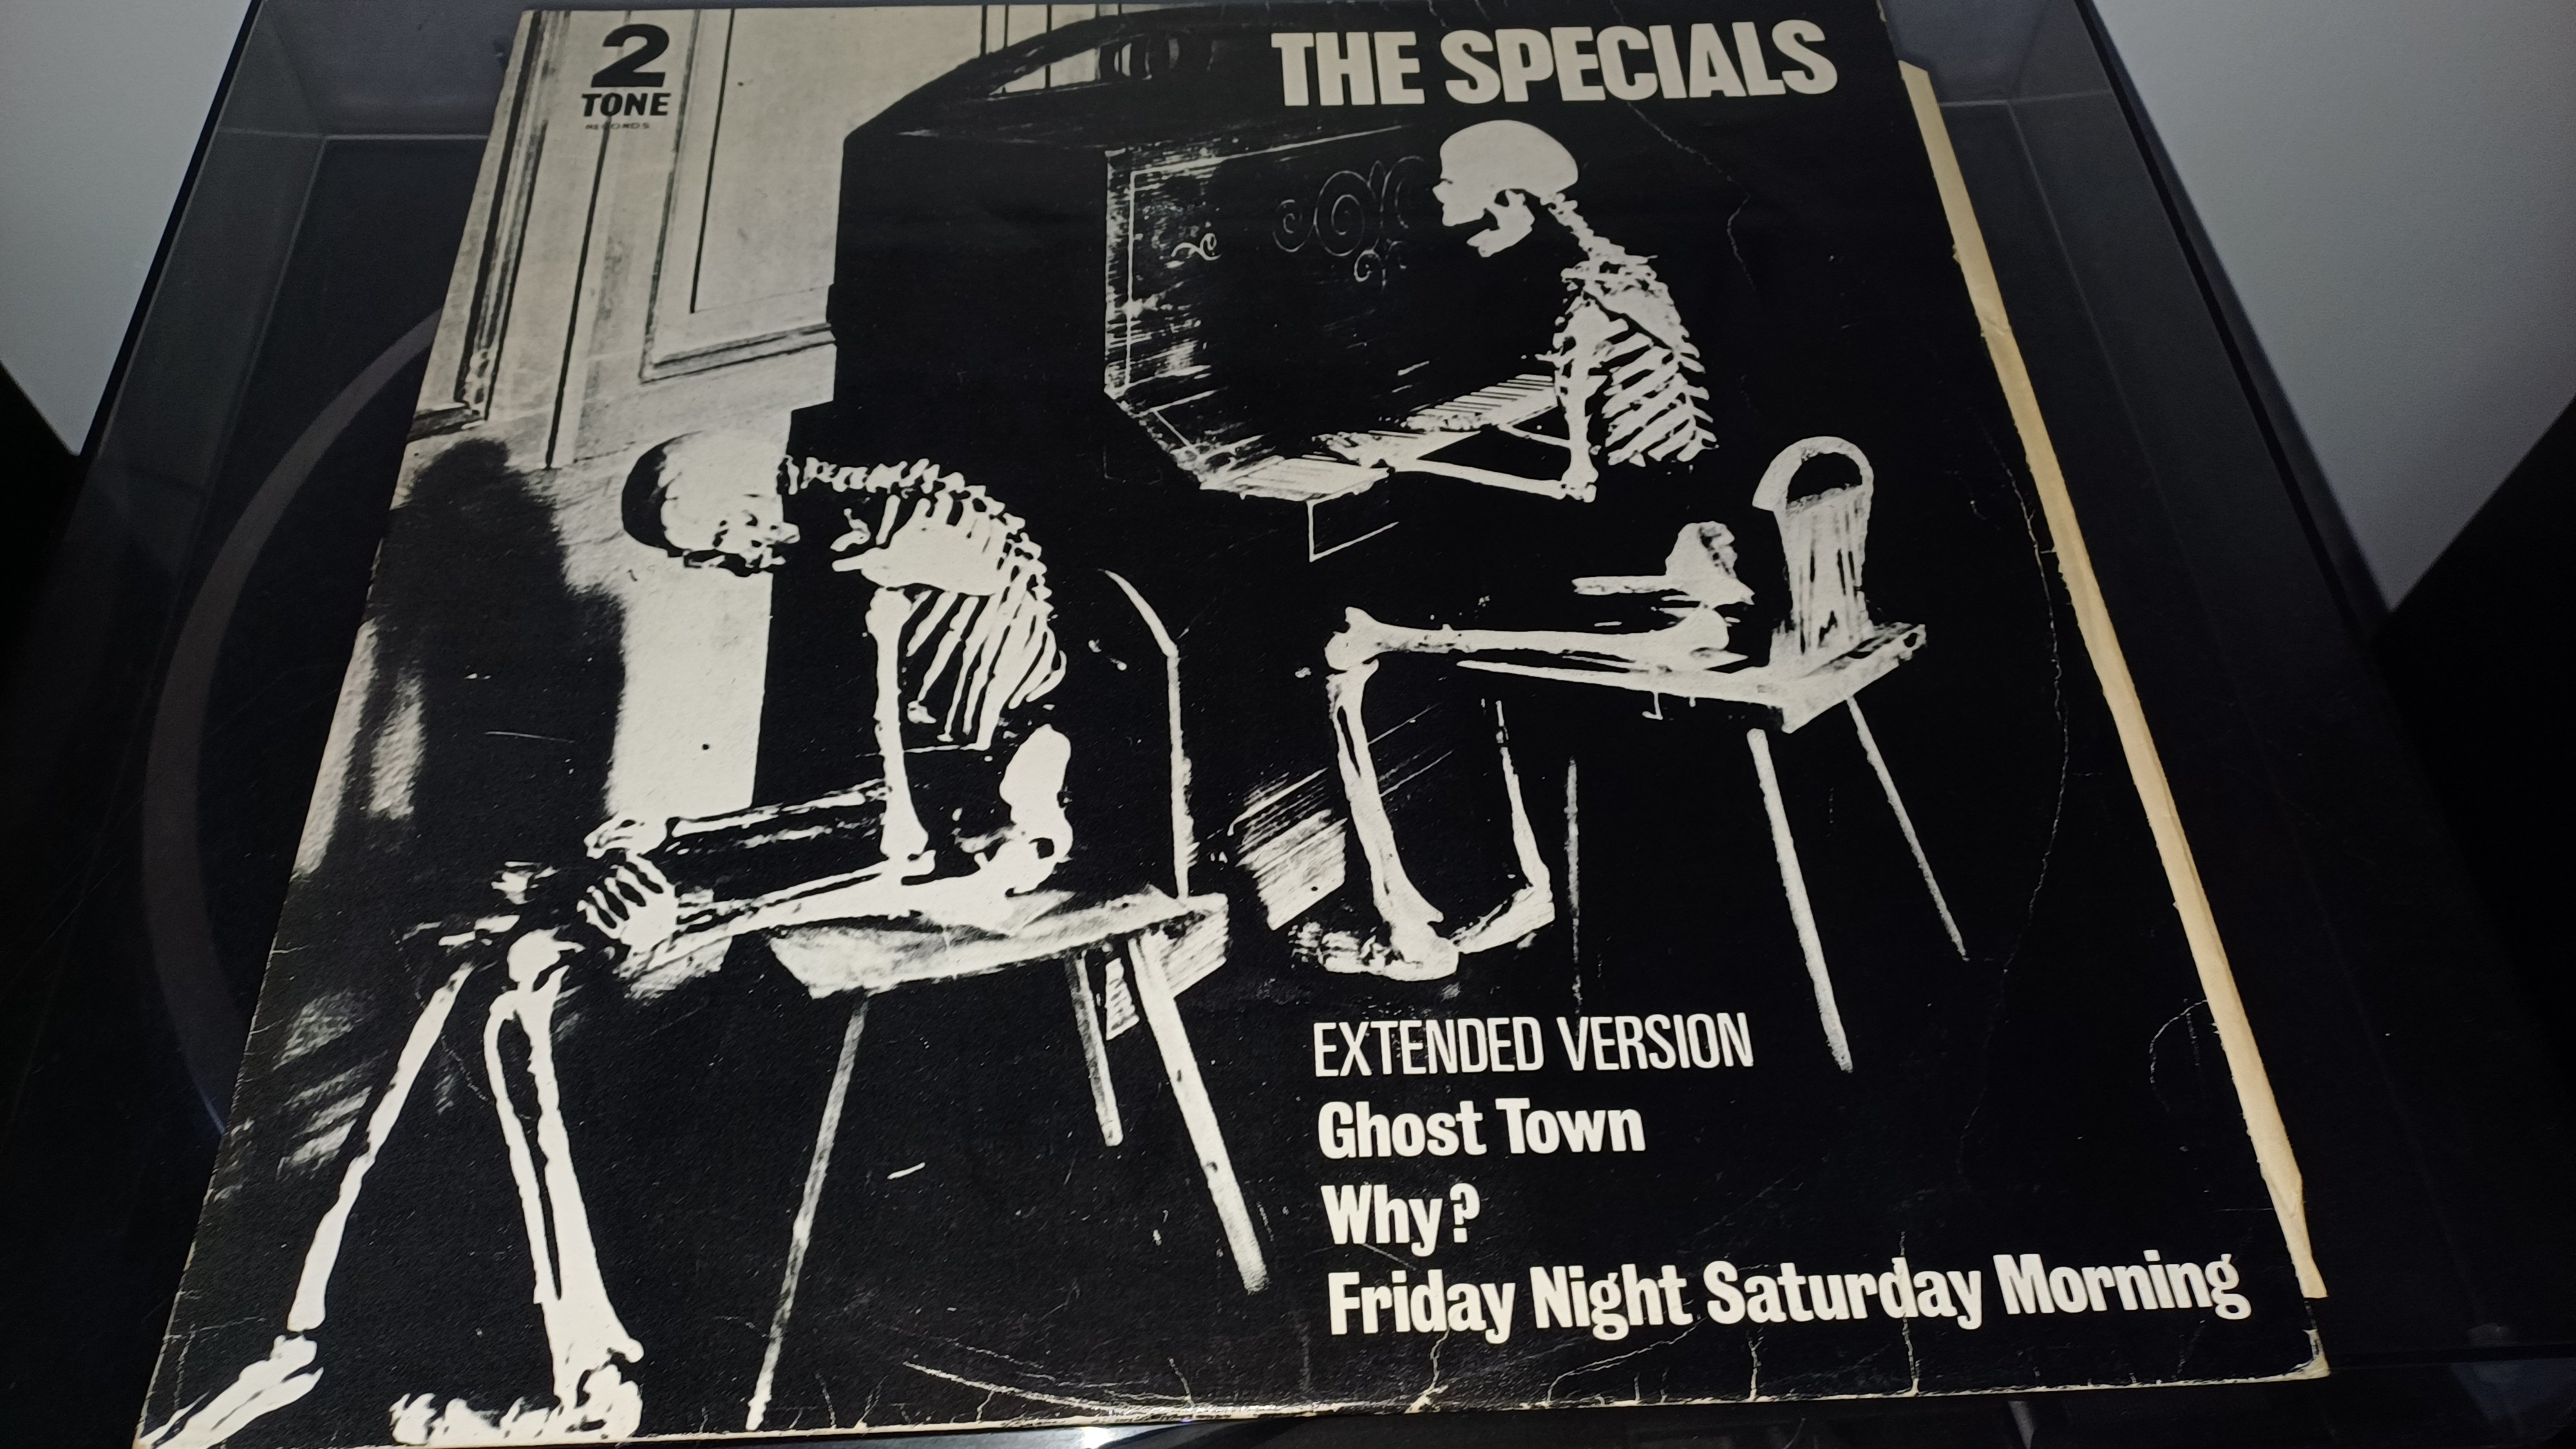 2
TONE
RECORDS
THE SPECIALS
EXTENDED VERSION
Ghost Town
Why?
Friday Night Saturday Morning